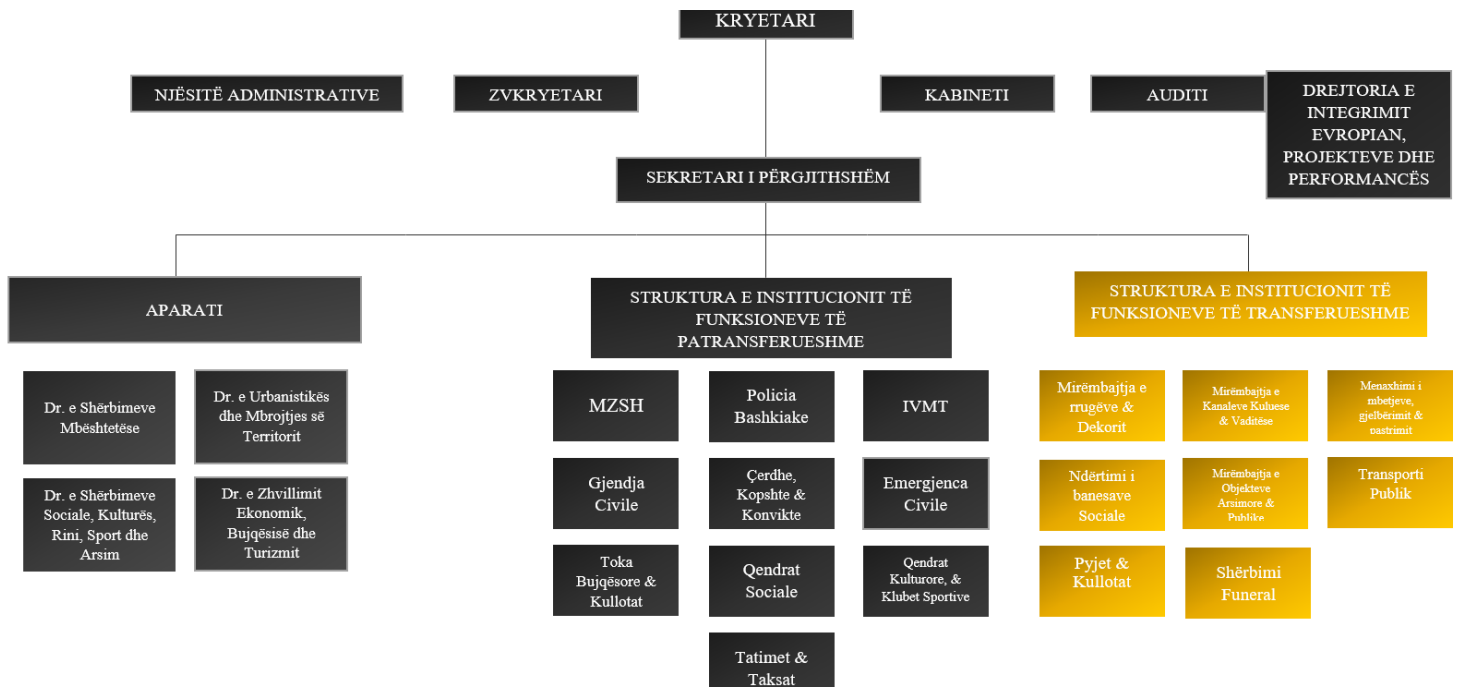 KRYETARI
NJËSITË ADMINISTRATIVE
ZVKRYETARI
KABINETI
AUDITI
DREJTORIA E
INTEGRIMIT
EVROPIAN,
PROJEKTEVE DHE
PERFORMANCËS
SEKRETARI I PËRGJITHSHËM
APARATI
STRUKTURA E INSTITUCIONIT TË
FUNKSIONEVE TË
PATRANSFERUESHME
STRUKTURA E INSTITUCIONIT TË
FUNKSIONEVE TË TRANSFERUESHME
Dr. e Shërbimeve
Mbështetëse
Dr. e Urbanistikës
dhe Mbrojtjes së
Territorit
Dr. e Shërbimeve
Sociale, Kulturës,
Rini, Sport dhe
Arsim
Dr. e Zhvillimit
Ekonomik,
Bujqësisë dhe
Turizmit
MZSH
Policia
Bashkiake
IVMT
Gjendja
Civile
Çerdhe,
Kopshte &
Konvikte
Emergjenca
Civile
Toka
Bujqësore &
Kullotat
Qendrat
Sociale
Qendrat
Kulturore, &
Klubet Sportive
Tatimet &
Taksat
Mirëmbajtja e
rrugëve &
Dekorit
Mirëmbajtja e
Kanaleve Kuluese
& Vaditëse
Menaxhimi i
mbetjeve,
gjelbërimit &
pastrimit
Ndërtimi i
banesave
Sociale
Mirëmbajtja e
Objekteve
Arsimore &
Publike
Transporti
Publik
Pyjet &
Kullotat
Shërbimi
Funeral